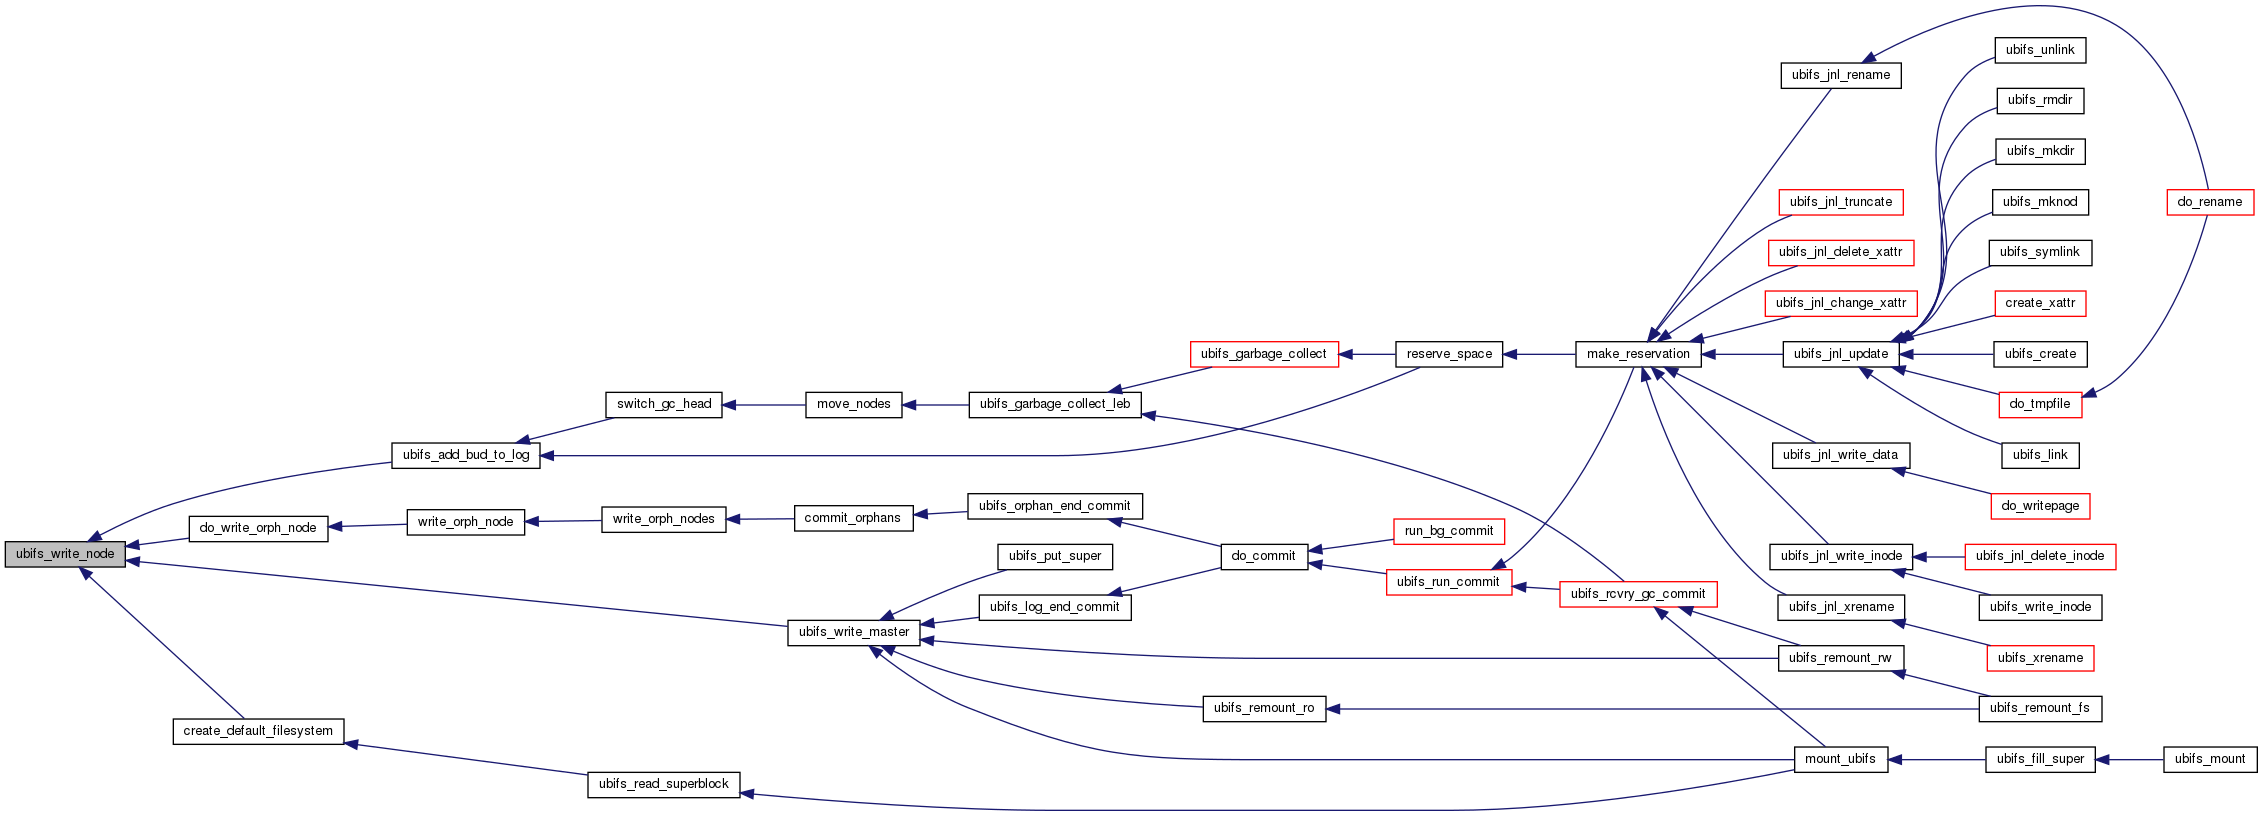 ubifs_write_node
ubifs_add_bud_to_log
do_write_orph_node
ubifs_write_master
create_default_filesystem
switch_gc_head
move_nodes
ubifs_garbage_collect_leb
ubifs_garbage_collect
reserve_space
make_reservation
write_orph_node
write_orph_nodes
commit_orphans
ubifs_orphan_end_commit
do_commit
run_bg_commit
ubifs_run_commit
ubifs_rcvry_gc_commit
ubifs_put_super
ubifs_log_end_commit
ubifs_remount_ro
ubifs_read_superblock
ubifs_jnl_rename
ubifs_jnl_truncate
ubifs_jnl_delete_xattr
ubifs_jnl_change_xattr
ubifs_jnl_update
ubifs_jnl_write_data
ubifs_jnl_write_inode
ubifs_jnl_xrename
ubifs_remount_rw
mount_ubifs
ubifs_unlink
ubifs_rmdir
ubifs_mkdir
ubifs_mknod
ubifs_symlink
create_xattr
ubifs_create
do_tmpfile
ubifs_link
do_writepage
ubifs_jnl_delete_inode
ubifs_write_inode
ubifs_xrename
ubifs_remount_fs
ubifs_fill_super
do_rename
ubifs_mount